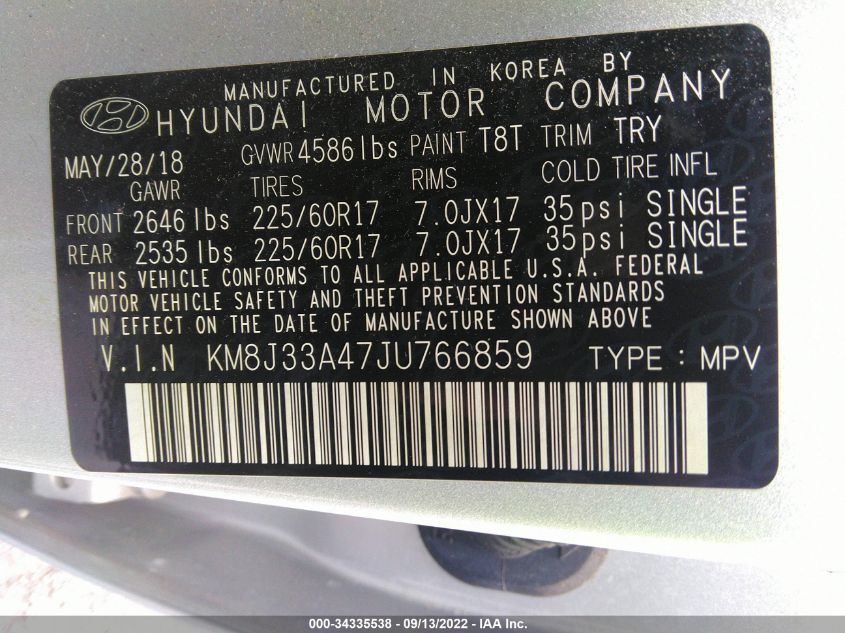 MANUFACTURED IN KOREA BY
HYUNDAI MOTOR COMPANY
MAY/28/18 GVWR 4586lbs PAINT T8T TRIM TRY
GAWR TIRES RIMS COLD TIRE INFL
FRONT 2646 lbs 225/60R17 7.0JX17 35psi SINGLE
REAR 2535 lbs 225/60R17 7.0JX17 35psi SINGLE
THIS VEHICLE CONFORMS TO ALL APPLICABLE U.S.A. FEDERAL
MOTOR VEHICLE SAFETY AND THEFT PREVENTION STANDARDS
IN EFFECT ON THE DATE OF MANUFACTURE SHOWN ABOVE
V.I.N KM8J33A47JU766859 TYPE : MPV
000-34335538 - 09/13/2022 - IAA Inc.